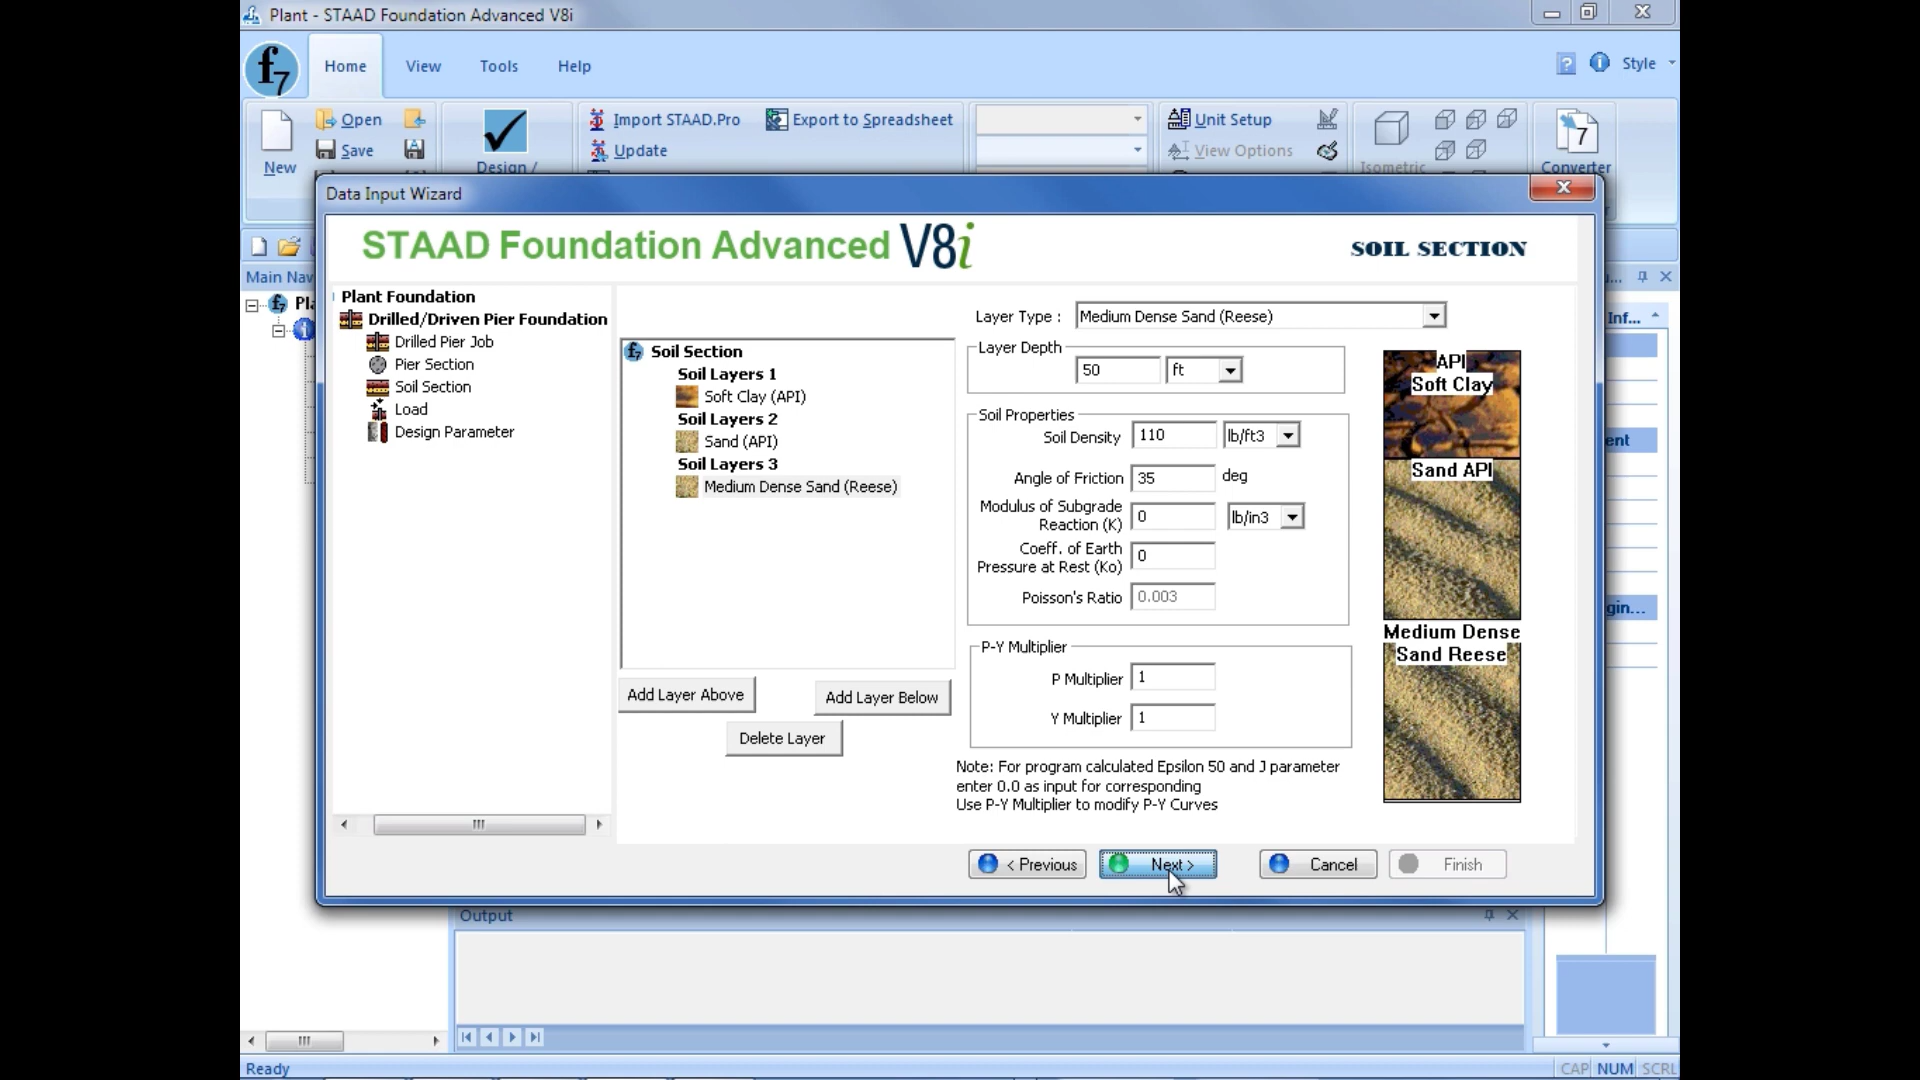 Plant - STAAD Foundation Advanced V8i
Home
View
Tools
Help
Style
New
Open
Save
Design /
Import STAAD.Pro
Update
Export to Spreadsheet
Unit Setup
View Options
Isometric
Converter
Data Input Wizard
STAAD Foundation Advanced V8i
SOIL SECTION
Main Nav
Plant Foundation
Drilled/Driven Pier Foundation
Drilled Pier Job
Pier Section
Soil Section
Load
Design Parameter
Soil Section
Soil Layers 1
Soft Clay (API)
Soil Layers 2
Sand (API)
Soil Layers 3
Medium Dense Sand (Reese)
Add Layer Above
Add Layer Below
Delete Layer
Layer Type :
Medium Dense Sand (Reese)
Layer Depth
50
ft
Soil Properties
Soil Density
110
lb/ft3
Angle of Friction
35
deg
Modulus of Subgrade
Reaction (K)
0
lb/in3
Coeff. of Earth
Pressure at Rest (Ko)
0
Poisson's Ratio
0.003
P-Y Multiplier
P Multiplier
1
Y Multiplier
1
Note: For program calculated Epsilon 50 and J parameter
enter 0.0 as input for corresponding
Use P-Y Multiplier to modify P-Y Curves
API
Soft Clay
Sand API
Medium Dense
Sand Reese
< Previous
Next >
Cancel
Finish
Inf...
ent
gin...
Output
Ready
CAP
NUM
SCRL